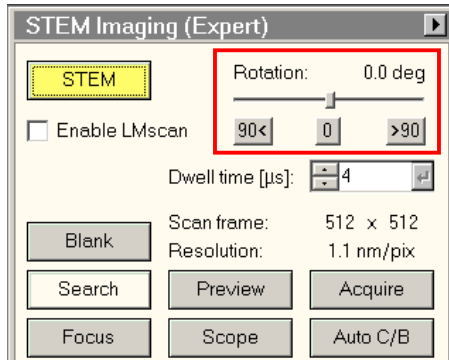 STEM Imaging (Expert)
STEM
Rotation: 0.0 deg
Enable LMscan
90< 0 >90
Dwell time [µs]: 4
Scan frame: 512 x 512
Blank
Resolution: 1.1 nm/pix
Search Preview Acquire
Focus Scope Auto C/B